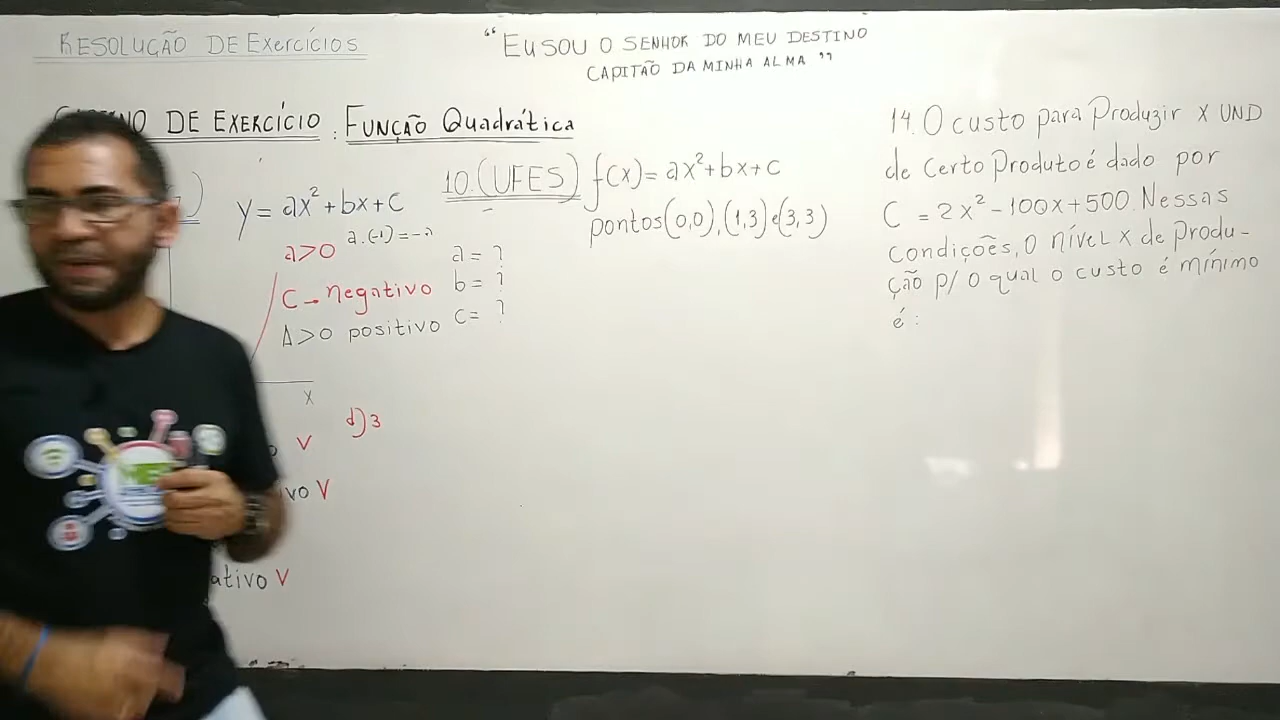 RESOLUÇÃO DE EXERCÍCIOS
"EU SOU O SENHOR DO MEU DESTINO
CAPITÃO DA MINHA ALMA"
DE EXERCÍCIO : FUNÇÃO Quadrática
y = ax² + bx + c
a>0 a.(-1) = -a
C → negativo
Δ>0 positivo
x
V
d) 3
ivo V
ativo V
10. (UFES) f(x) = ax² + bx + c
pontos (0,0), (1,3) e (3,3)
a = ?
b = ?
c = ?
14. O custo para Produzir x UND
de certo Produto é dado por
C = 2x² - 100x + 500. Nessas
condições, o nível x de Produ-
ção p/ o qual o custo é mínimo
é: